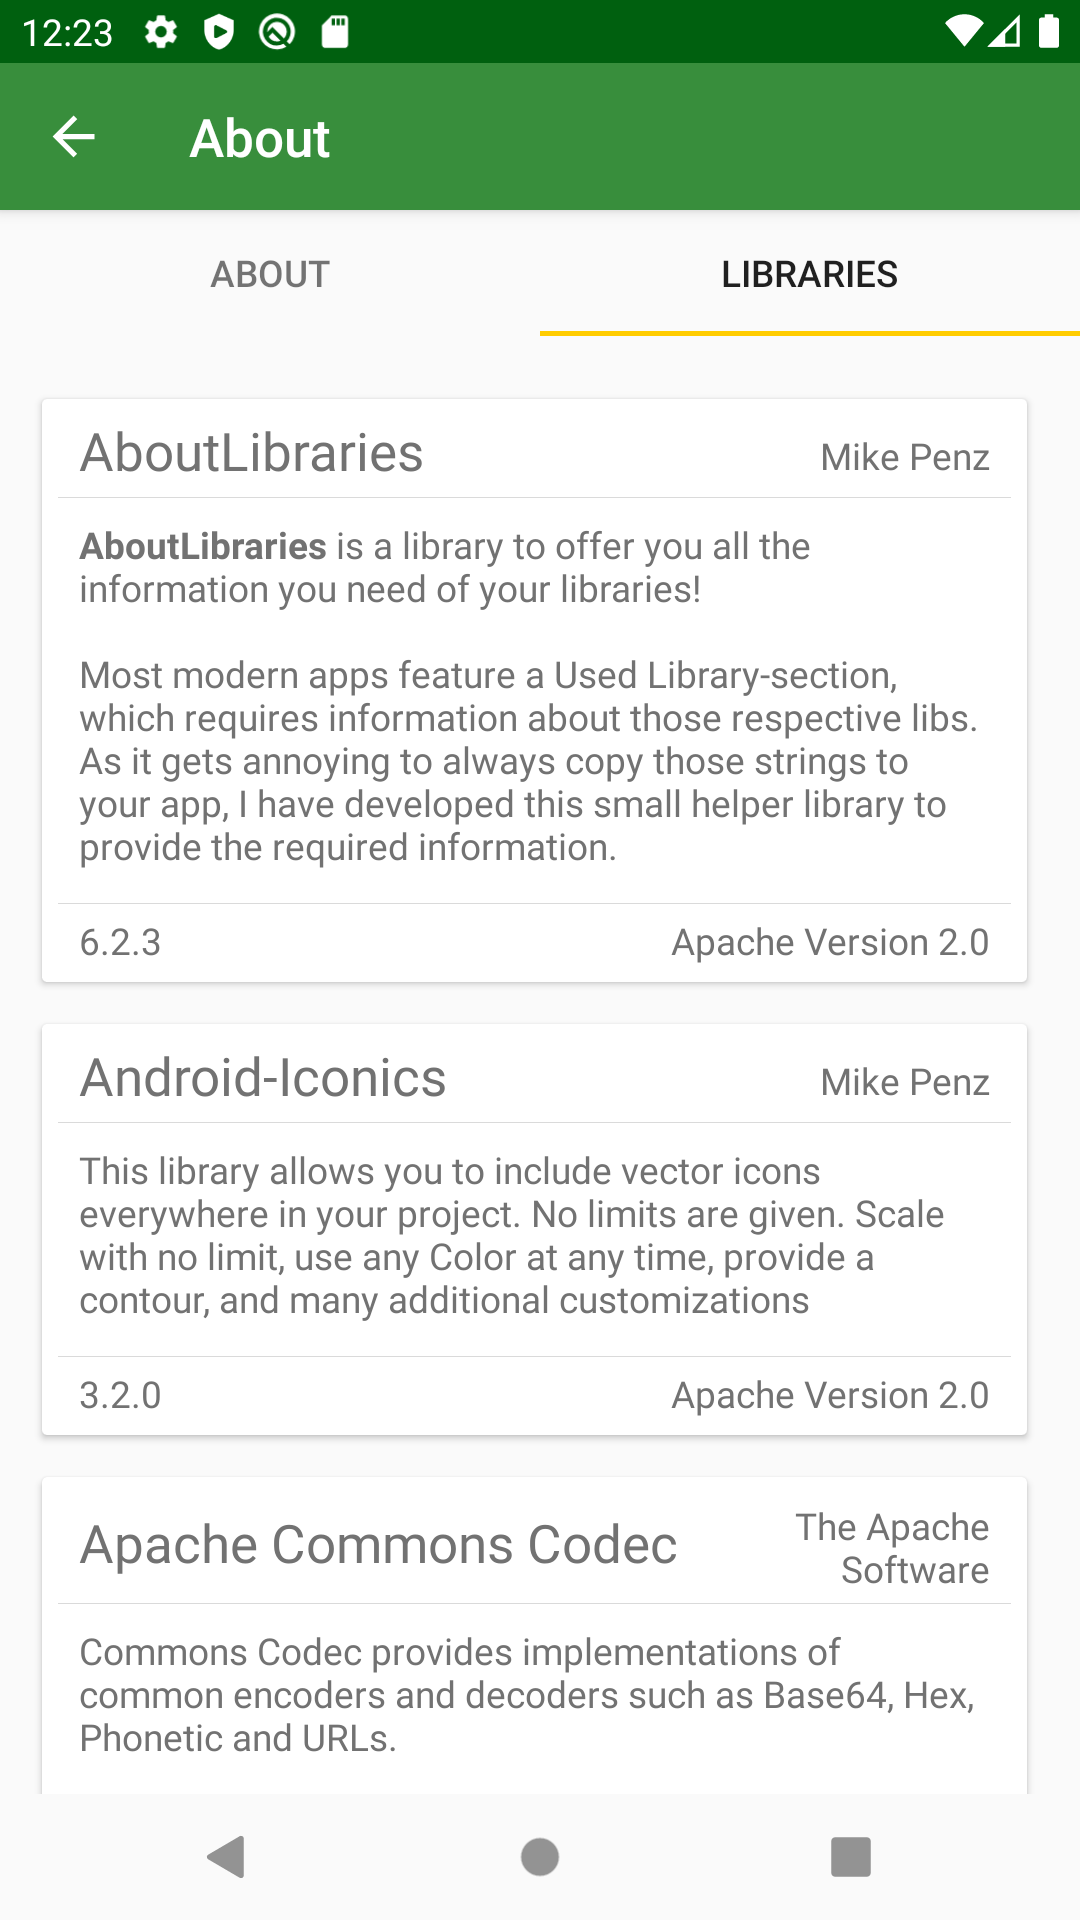 12:23
About
ABOUT
LIBRARIES
AboutLibraries
Mike Penz
AboutLibraries is a library to offer you all the
information you need of your libraries!
Most modern apps feature a Used Library-section,
which requires information about those respective libs.
As it gets annoying to always copy those strings to
your app, I have developed this small helper library to
provide the required information.
6.2.3
Apache Version 2.0
Android-Iconics
Mike Penz
This library allows you to include vector icons
everywhere in your project. No limits are given. Scale
with no limit, use any Color at any time, provide a
contour, and many additional customizations
3.2.0
Apache Version 2.0
Apache Commons Codec
The Apache
Software
Commons Codec provides implementations of
common encoders and decoders such as Base64, Hex,
Phonetic and URLs.